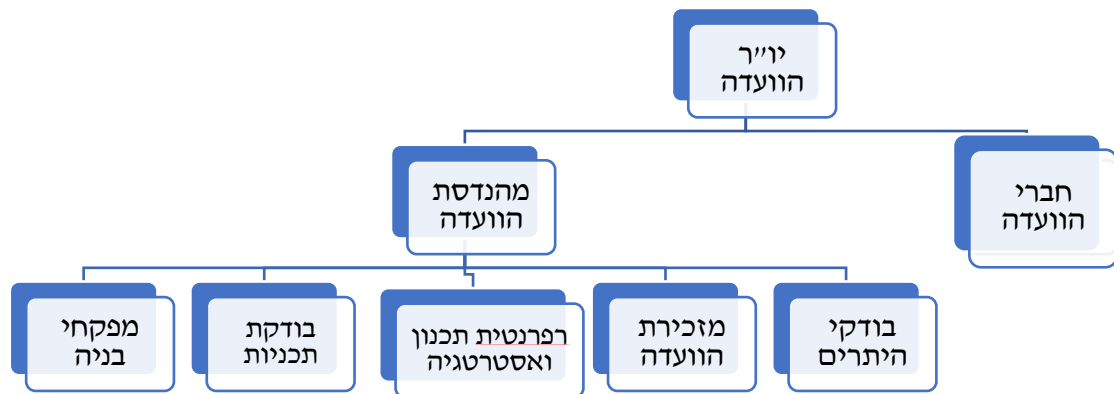 יו״ר
הוועדה
חברי
הוועדה
מהנדסת
הוועדה
בודקי
היתרים
מזכירת
הוועדה
רפרנטית תכנון
ואסטרטגיה
בודקת
תכניות
מפקחי
בניה